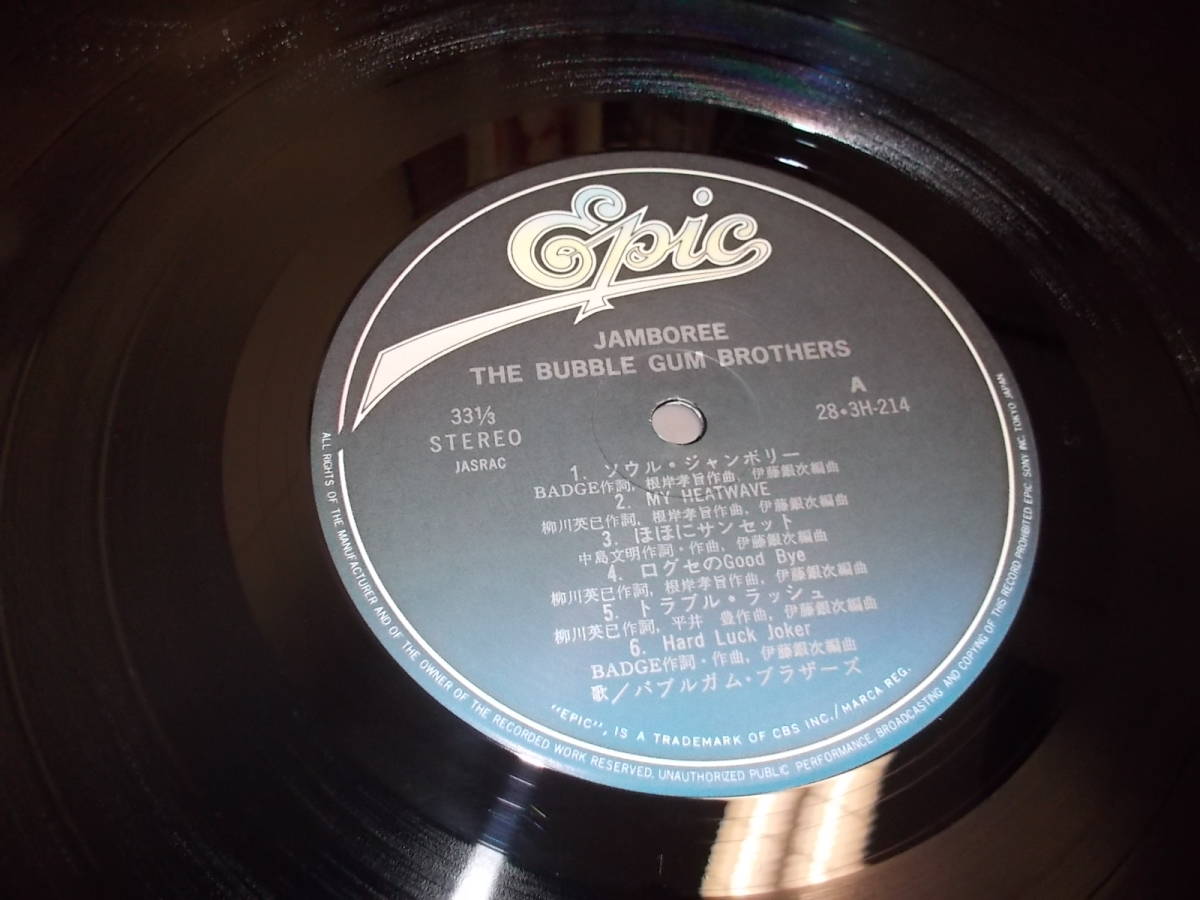 Epic
JAMBOREE
THE BUBBLE GUM BROTHERS
33⅓
STEREO
JASRAC
A
28・3H-214
1. ソウル・ジャンボリー
BADGE作詞, 根岸孝旨作曲, 伊藤銀次編曲
2. MY HEATWAVE
柳川英巳作詞, 根岸孝旨作曲, 伊藤銀次編曲
3. ほほにサンセット
中島文明作詞・作曲, 伊藤銀次編曲
4. ログセのGood Bye
柳川英巳作詞, 根岸孝旨作曲, 伊藤銀次編曲
5. トラブル・ラッシュ
柳川英巳作詞, 平井 豊作曲, 伊藤銀次編曲
6. Hard Luck Joker
BADGE作詞・作曲, 伊藤銀次編曲
歌/バブルガム・ブラザーズ
"EPIC", IS A TRADEMARK OF CBS INC./MARCA REG.
ALL RIGHTS OF THE MANUFACTURER AND OF THE OWNER OF THE RECORDED WORK RESERVED, UNAUTHORIZED PUBLIC PERFORMANCE, BROADCASTING AND COPYING OF THIS RECORD PROHIBITED EPIC SONY INC. TOKYO JAPAN